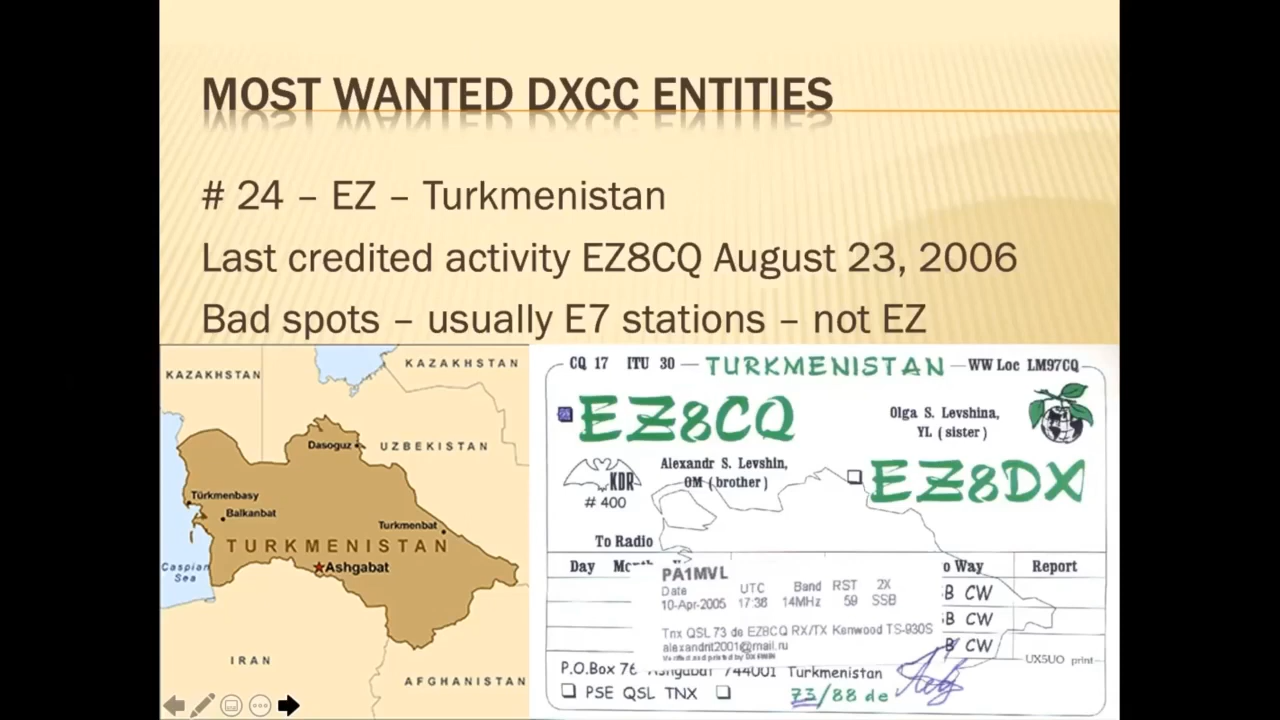 MOST WANTED DXCC ENTITIES
# 24 – EZ – Turkmenistan
Last credited activity EZ8CQ August 23, 2006
Bad spots – usually E7 stations – not EZ
KAZAKHSTAN
KAZAKHSTAN
Dasoguz
UZBEKISTAN
Türkmenbasy
Balkanbat
Turkmenbat
TURKMENISTAN
Ashgabat
Caspian
Sea
IRAN
AFGHANISTAN
CQ 17 ITU 30 TURKMENISTAN WW Loc LM97CQ
EZ8CQ
Olga S. Levshina,
YL ( sister )
Alexandr S. Levshin,
OM ( brother )
KDR
# 400
EZ8DX
To Radio
Day Way Report
PA1MVL
Date UTC Band RST 2X
10-Apr-2005 17:36 14MHz 59 SSB
B CW
B CW
B CW
Tnx QSL 73 de EZ8CQ RX/TX Kenwood TS-930S
alexandnt2001@mail.ru
UX5UO print
P.O.Box 76 Ashgabat 744001 Turkmenistan
PSE QSL TNX
73/88 de